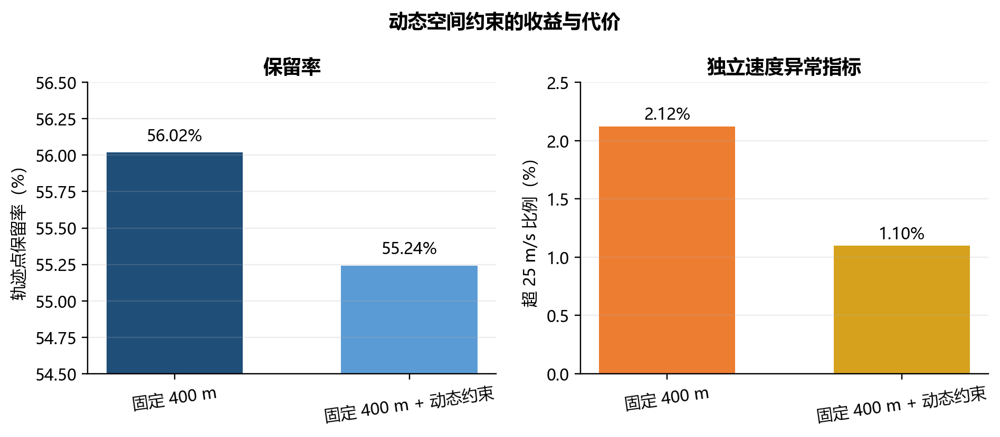 动态空间约束的收益与代价
保留率
轨迹点保留率（%）
56.50
56.25
56.00
55.75
55.50
55.25
55.00
54.75
54.50
56.02%
55.24%
固定 400 m
固定 400 m + 动态约束
独立速度异常指标
超 25 m/s 比例（%）
2.5
2.0
1.5
1.0
0.5
0.0
2.12%
1.10%
固定 400 m
固定 400 m + 动态约束